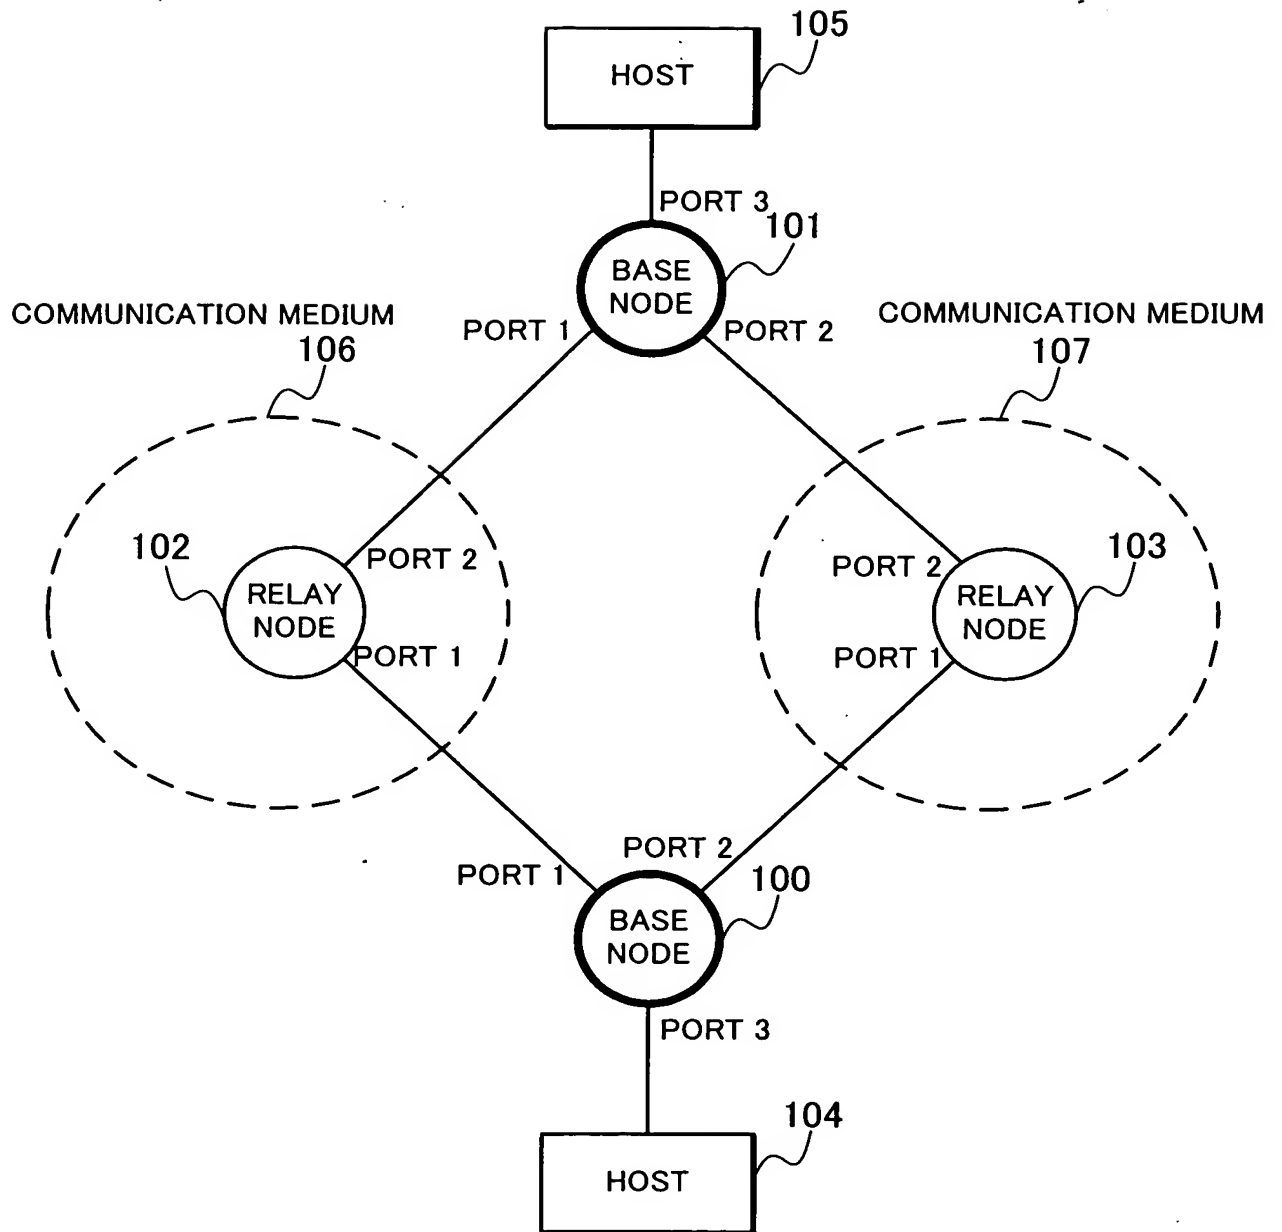 105
HOST
PORT 3
101
BASE
NODE
COMMUNICATION MEDIUM
106
PORT 1
PORT 2
COMMUNICATION MEDIUM
107
102
PORT 2
RELAY
NODE
PORT 1
PORT 2
103
RELAY
NODE
PORT 1
PORT 1
PORT 2
100
BASE
NODE
PORT 3
104
HOST